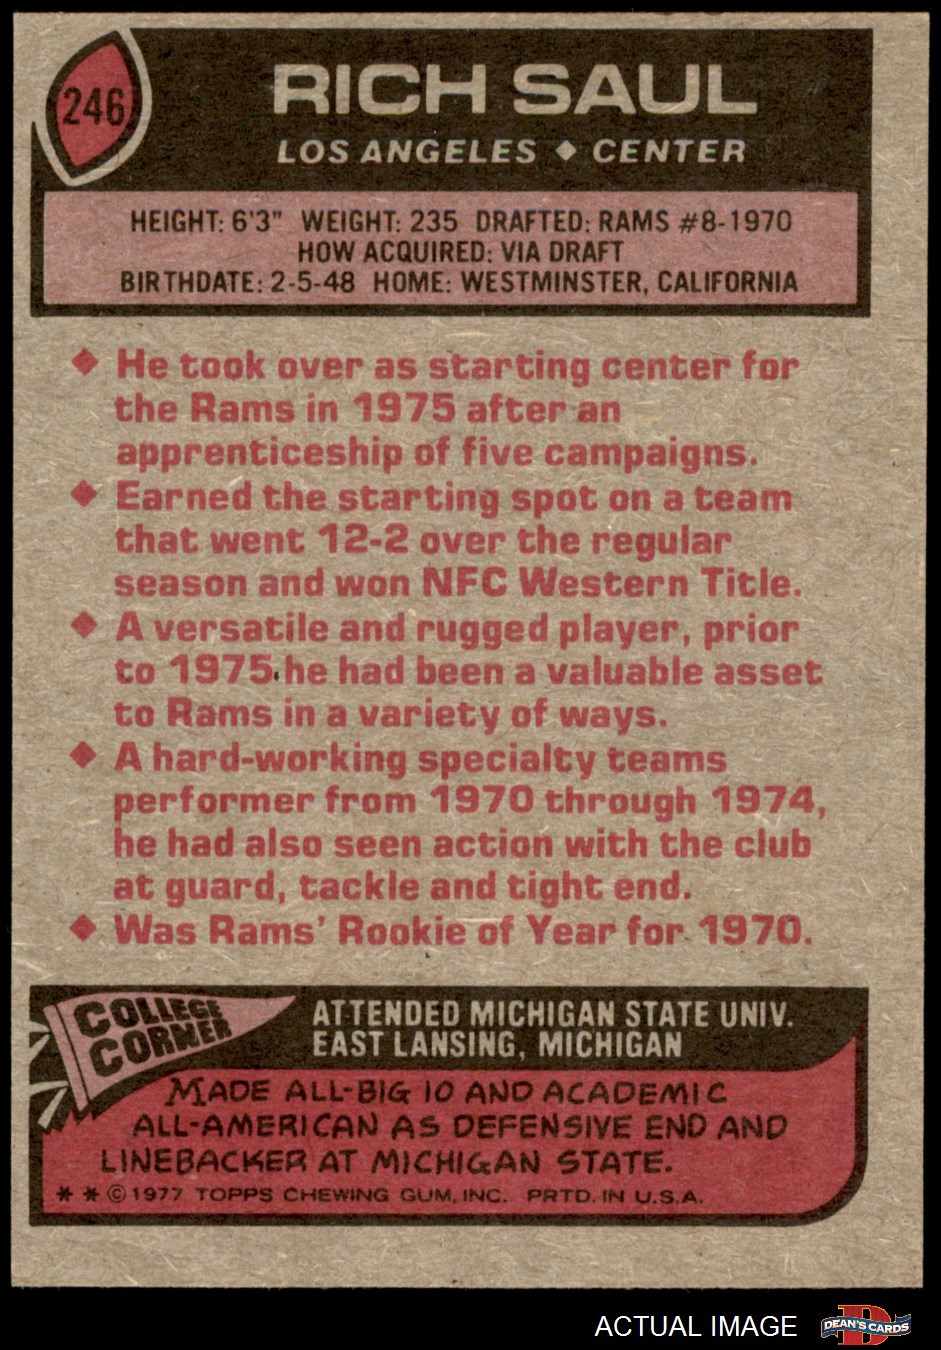 246
RICH SAUL
LOS ANGELES ◆ CENTER
HEIGHT: 6'3" WEIGHT: 235 DRAFTED: RAMS #8-1970
HOW ACQUIRED: VIA DRAFT
BIRTHDATE: 2-5-48 HOME: WESTMINSTER, CALIFORNIA
◆ He took over as starting center for
the Rams in 1975 after an
apprenticeship of five campaigns.
◆ Earned the starting spot on a team
that went 12-2 over the regular
season and won NFC Western Title.
◆ A versatile and rugged player, prior
to 1975 he had been a valuable asset
to Rams in a variety of ways.
◆ A hard-working specialty teams
performer from 1970 through 1974,
he had also seen action with the club
at guard, tackle and tight end.
◆ Was Rams' Rookie of Year for 1970.
COLLEGE
CORNER
ATTENDED MICHIGAN STATE UNIV.
EAST LANSING, MICHIGAN
MADE ALL-BIG 10 AND ACADEMIC
ALL-AMERICAN AS DEFENSIVE END AND
LINEBACKER AT MICHIGAN STATE.
* * © 1977 TOPPS CHEWING GUM, INC. PRTD. IN U.S.A.
ACTUAL IMAGE
D
DEAN'S CARDS